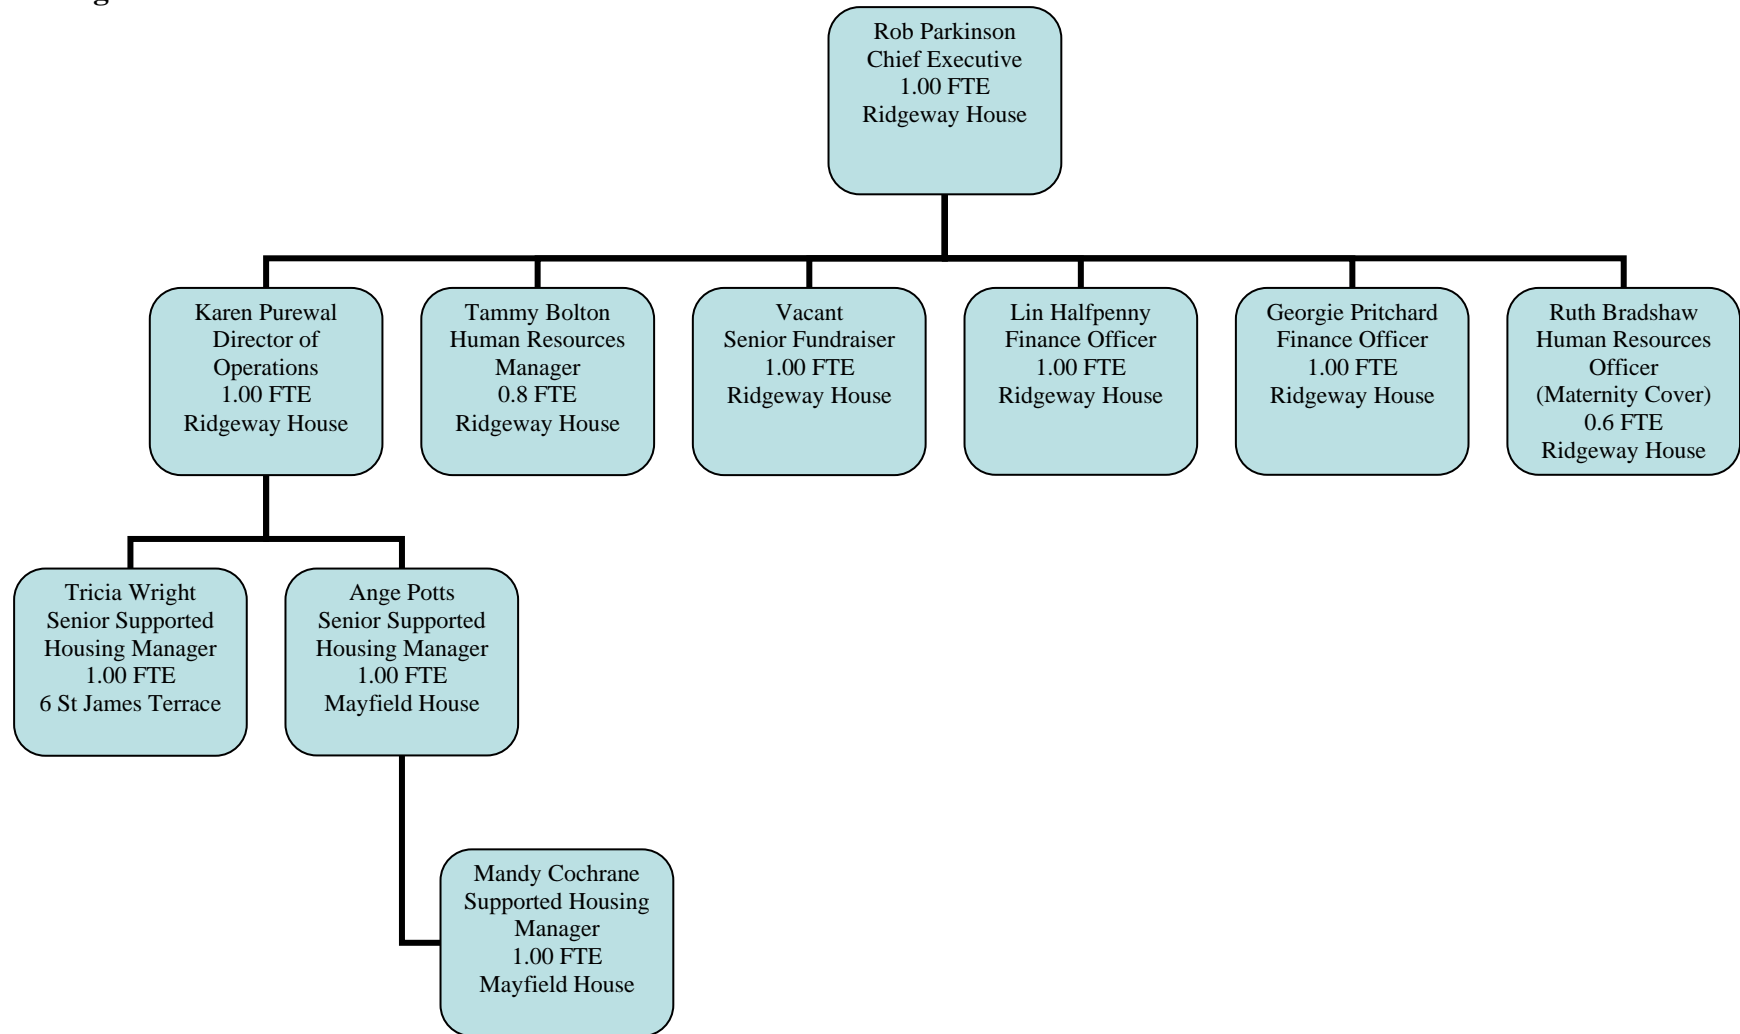 Rob Parkinson
Chief Executive
1.00 FTE
Ridgeway House
Karen Purewal
Director of
Operations
1.00 FTE
Ridgeway House
Tammy Bolton
Human Resources
Manager
0.8 FTE
Ridgeway House
Vacant
Senior Fundraiser
1.00 FTE
Ridgeway House
Lin Halfpenny
Finance Officer
1.00 FTE
Ridgeway House
Georgie Pritchard
Finance Officer
1.00 FTE
Ridgeway House
Ruth Bradshaw
Human Resources
Officer
(Maternity Cover)
0.6 FTE
Ridgeway House
Tricia Wright
Senior Supported
Housing Manager
1.00 FTE
6 St James Terrace
Ange Potts
Senior Supported
Housing Manager
1.00 FTE
Mayfield House
Mandy Cochrane
Supported Housing
Manager
1.00 FTE
Mayfield House